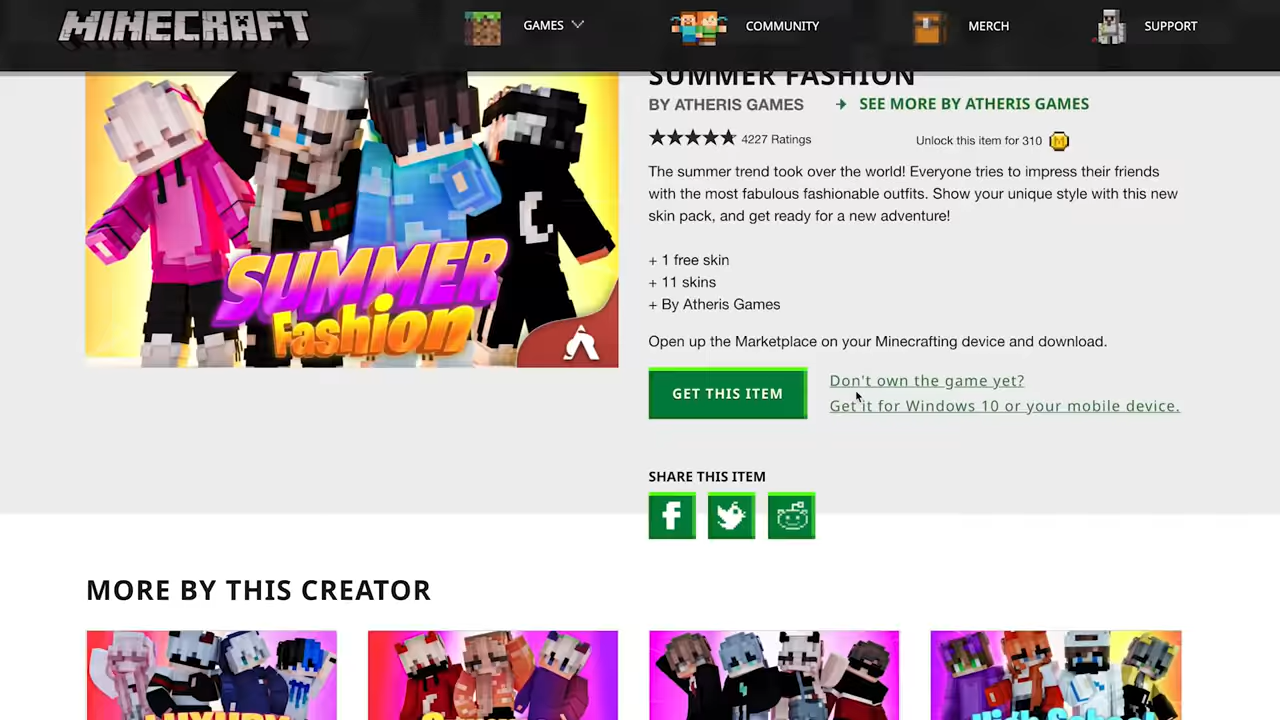 MINECRAFT
GAMES
COMMUNITY
MERCH
SUPPORT
SUMMER FASHION
BY ATHERIS GAMES
SEE MORE BY ATHERIS GAMES
4227 Ratings
Unlock this item for 310
The summer trend took over the world! Everyone tries to impress their friends
with the most fabulous fashionable outfits. Show your unique style with this new
skin pack, and get ready for a new adventure!
+ 1 free skin
+ 11 skins
+ By Atheris Games
Open up the Marketplace on your Minecrafting device and download.
GET THIS ITEM
Don't own the game yet?
Get it for Windows 10 or your mobile device.
SHARE THIS ITEM
SUMMER
Fashion
MORE BY THIS CREATOR
LUXURY
High School